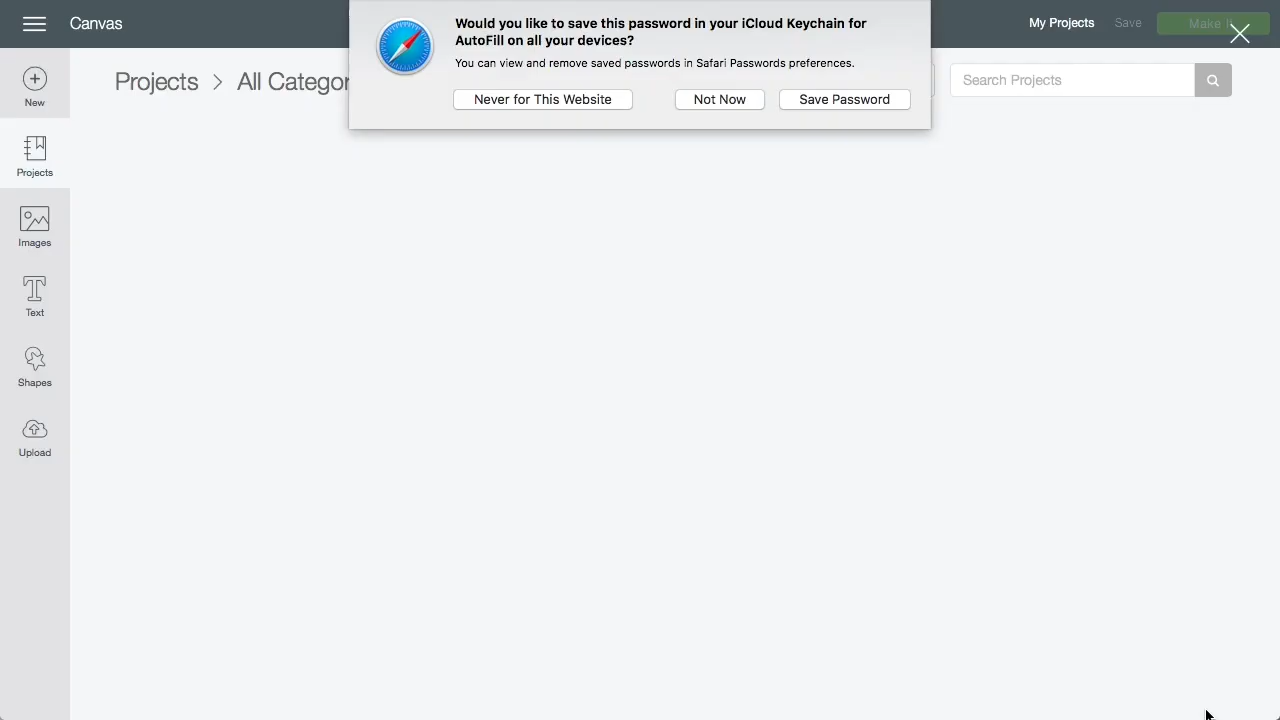 Canvas
Would you like to save this password in your iCloud Keychain for
AutoFill on all your devices?
You can view and remove saved passwords in Safari Passwords preferences.
Never for This Website
Not Now
Save Password
My Projects
Save
Make
Projects > All Categor
Search Projects
New
Projects
Images
Text
Shapes
Upload